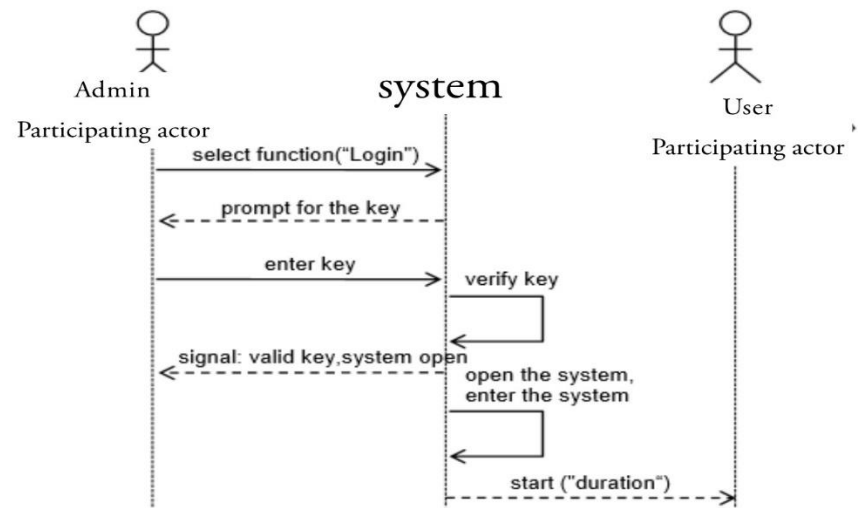 Admin
system
User
Participating actor
Participating actor
select function("Login")
prompt for the key
enter key
verify key
signal: valid key,system open
open the system,
enter the system
start ("duration")